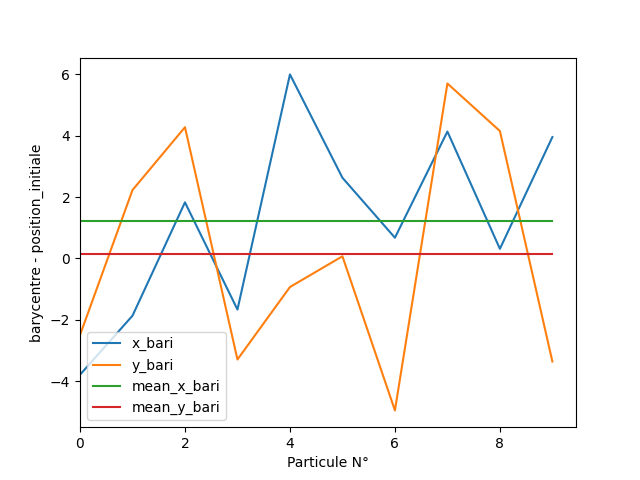 6
4
2
0
−2
−4
barycentre - position_initiale
x_bari
y_bari
mean_x_bari
mean_y_bari
0 2 4 6 8
Particule N°